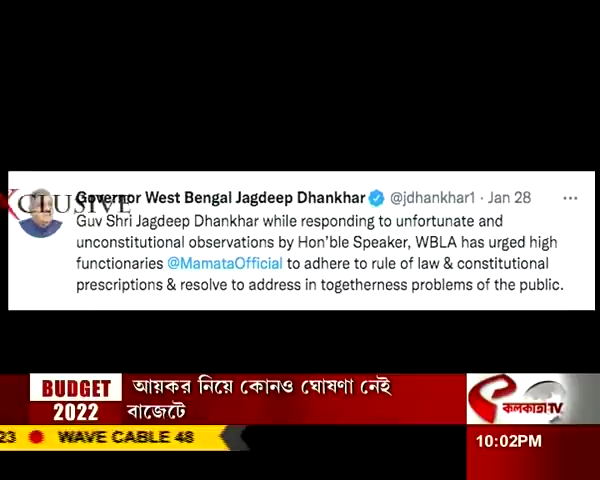 XCLUSIVE
Governor West Bengal Jagdeep Dhankhar @jdhankhar1 · Jan 28 ...
Guv Shri Jagdeep Dhankhar while responding to unfortunate and
unconstitutional observations by Hon'ble Speaker, WBLA has urged high
functionaries @MamataOfficial to adhere to rule of law & constitutional
prescriptions & resolve to address in togetherness problems of the public.
BUDGET
2022
আয়কর নিয়ে কোনও ঘোষণা নেই
বাজেটে
কলকাতা TV
23 WAVE CABLE 48
10:02PM